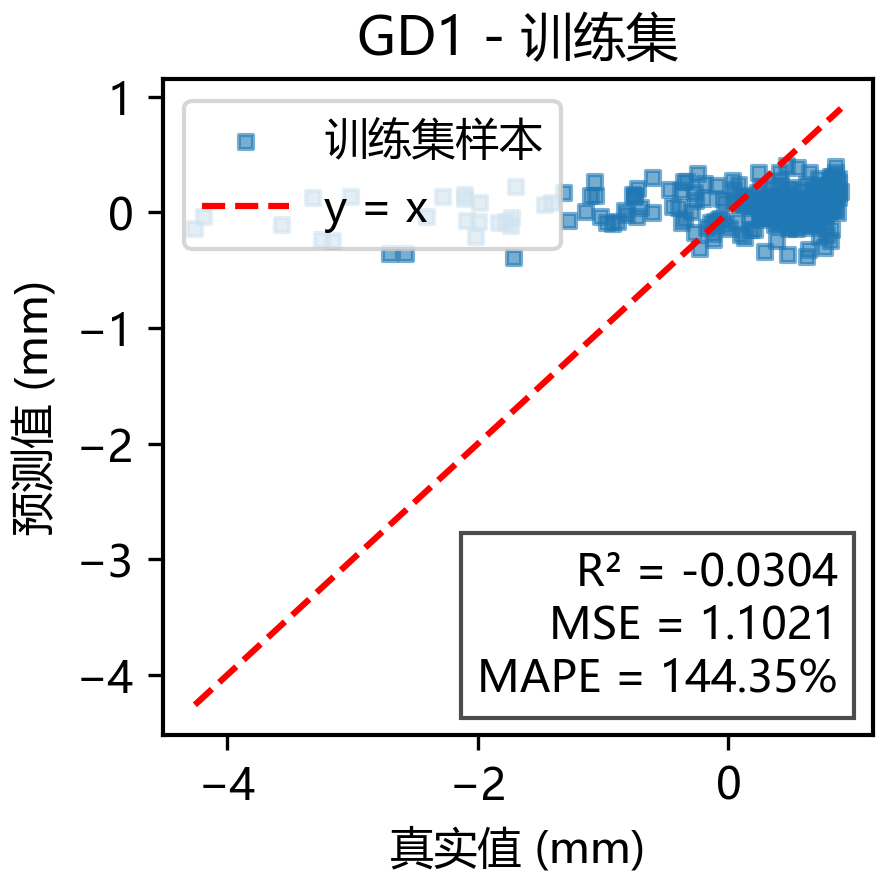 GD1 - 训练集
训练集样本
y = x
预测值 (mm)
1
0
−1
−2
−3
−4
R² = -0.0304
MSE = 1.1021
MAPE = 144.35%
−4
−2
0
真实值 (mm)